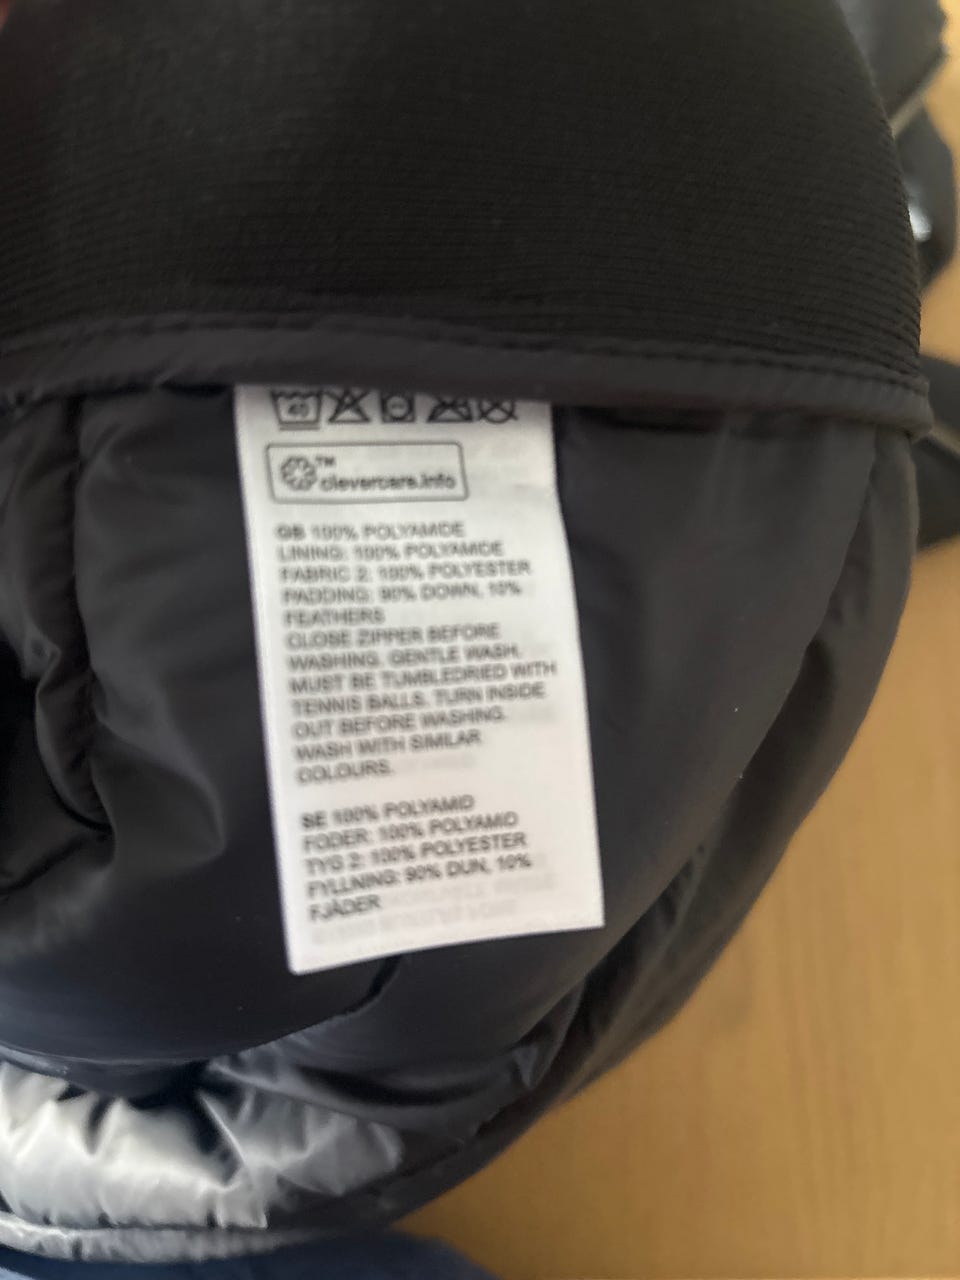 40
™
clevercare.info
GB 100% POLYAMIDE
LINING: 100% POLYAMIDE
FABRIC 2: 100% POLYESTER
PADDING: 90% DOWN, 10%
FEATHERS
CLOSE ZIPPER BEFORE
WASHING. GENTLE WASH.
MUST BE TUMBLEDRIED WITH
TENNIS BALLS. TURN INSIDE
OUT BEFORE WASHING.
WASH WITH SIMILAR
COLOURS.
SE 100% POLYAMID
FODER: 100% POLYAMID
TYG 2: 100% POLYESTER
FYLLNING: 90% DUN, 10%
FJÄDER